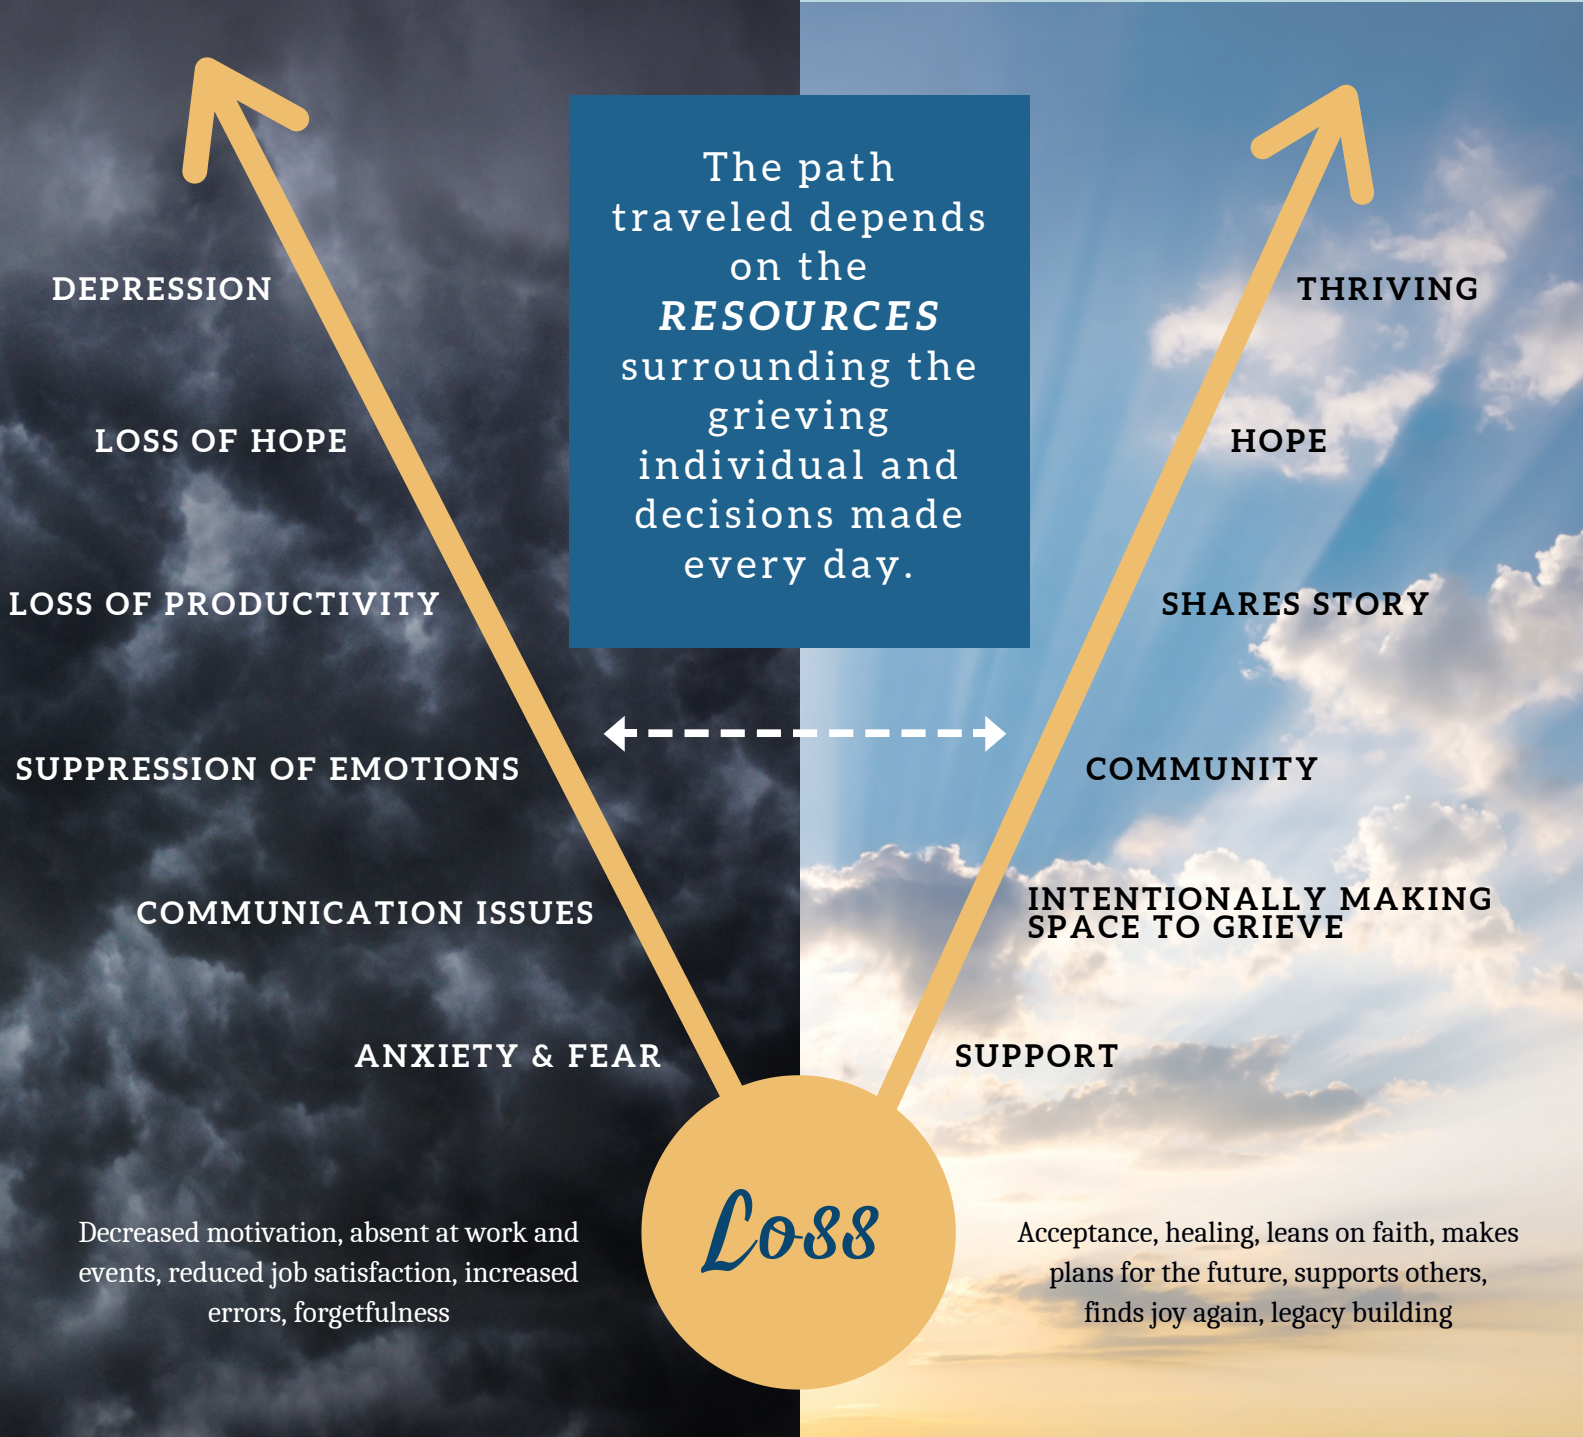 The path
traveled depends
on the
RESOURCES
surrounding the
grieving
individual and
decisions made
every day.
DEPRESSION
LOSS OF HOPE
LOSS OF PRODUCTIVITY
SUPPRESSION OF EMOTIONS
COMMUNICATION ISSUES
ANXIETY & FEAR
THRIVING
HOPE
SHARES STORY
COMMUNITY
INTENTIONALLY MAKING
SPACE TO GRIEVE
SUPPORT
Loss
Decreased motivation, absent at work and
events, reduced job satisfaction, increased
errors, forgetfulness
Acceptance, healing, leans on faith, makes
plans for the future, supports others,
finds joy again, legacy building